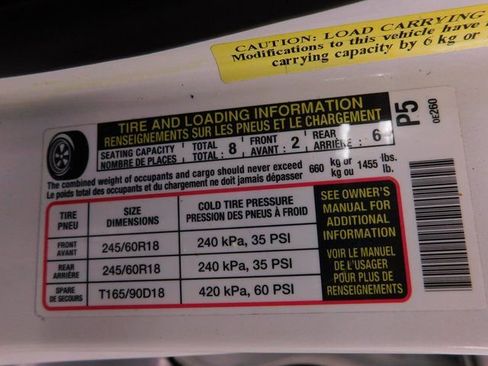 CAUTION: LOAD CARRYING
Modifications to this vehicle have
carrying capacity by 6 kg or
TIRE AND LOADING INFORMATION
RENSEIGNEMENTS SUR LES PNEUS ET LE CHARGEMENT
SEATING CAPACITY TOTAL : 8 FRONT : 2 REAR : 6
NOMBRE DE PLACES TOTAL AVANT ARRIÈRE
The combined weight of occupants and cargo should never exceed 660 kg or 1455 lbs.
Le poids total des occupants et du chargement ne doit jamais dépasser kg ou lb.
TIRE SIZE COLD TIRE PRESSURE
PNEU DIMENSIONS PRESSION DES PNEUS À FROID
FRONT AVANT 245/60R18 240 kPa, 35 PSI
REAR ARRIÈRE 245/60R18 240 kPa, 35 PSI
SPARE DE SECOURS T165/90D18 420 kPa, 60 PSI
SEE OWNER'S
MANUAL FOR
ADDITIONAL
INFORMATION
VOIR LE MANUEL
DE L'USAGER
POUR PLUS DE
RENSEIGNEMENTS
P5
0E260